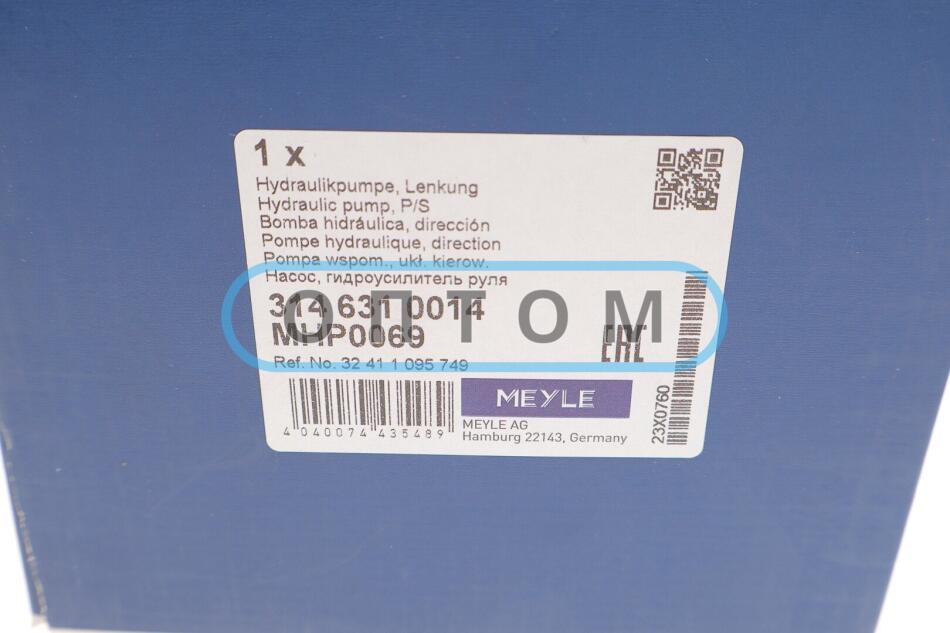 1 x
Hydraulikpumpe, Lenkung
Hydraulic pump, P/S
Bomba hidráulica, dirección
Pompe hydraulique, direction
Pompa wspom., ukł. kierow.
Насос, гидроусилитель руля
314 631 0014
MHP0069
ОПТОМ
EAC
Ref. No. 32 41 1 095 749
MEYLE
4 040074 435489
MEYLE AG
Hamburg 22143, Germany
23X0760